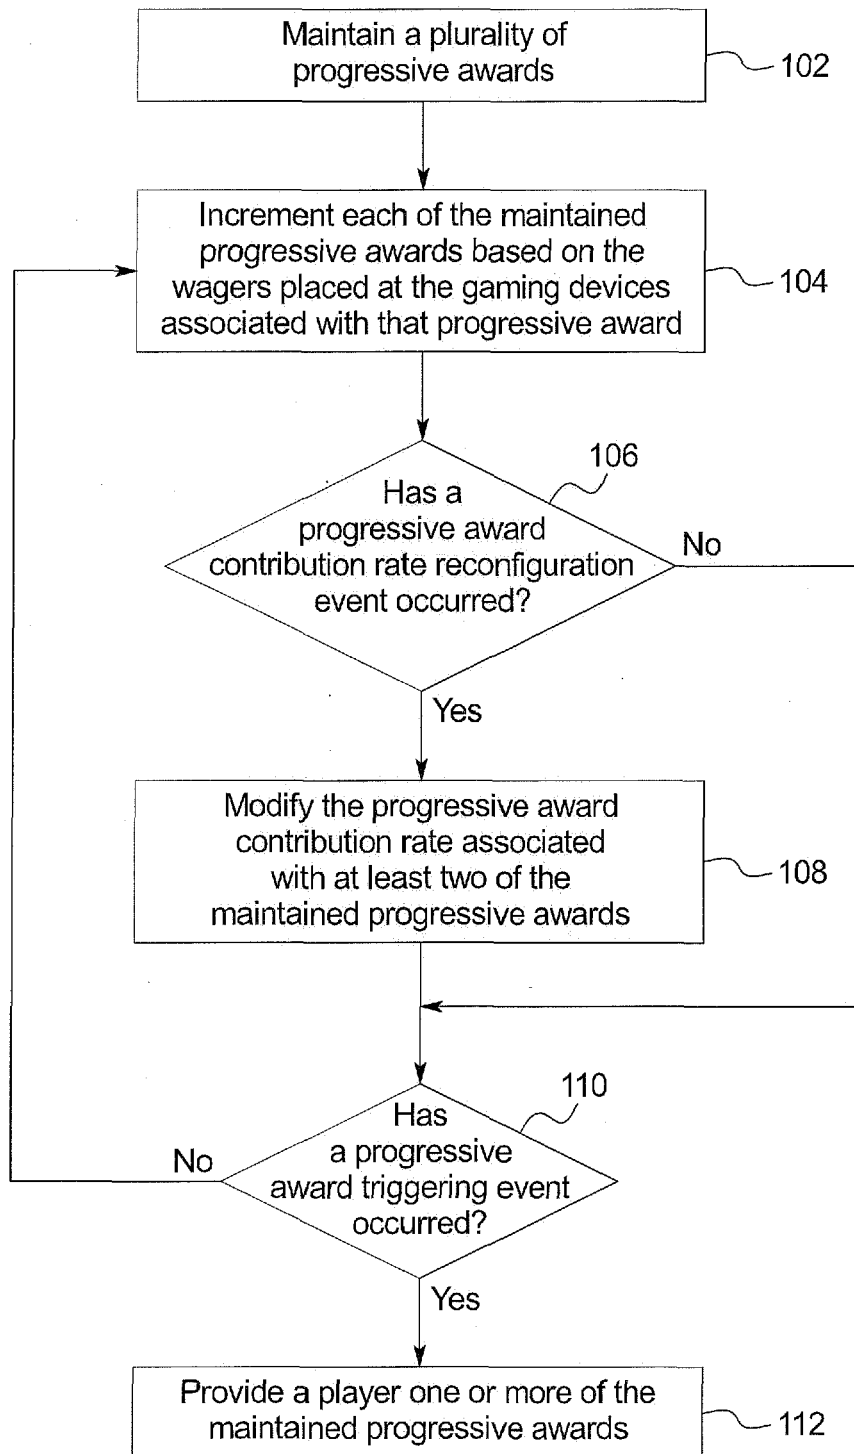 Maintain a plurality of
progressive awards
102
Increment each of the maintained
progressive awards based on the
wagers placed at the gaming devices
associated with that progressive award
104
106
Has a
progressive award
contribution rate reconfiguration
event occurred?
No
Yes
Modify the progressive award
contribution rate associated
with at least two of the
maintained progressive awards
108
110
Has
a progressive
award triggering event
occurred?
No
Yes
Provide a player one or more of the
maintained progressive awards
112